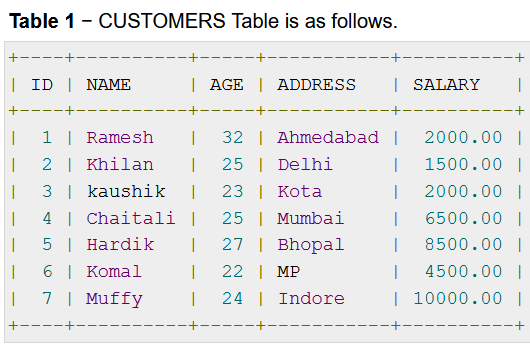 Table 1 − CUSTOMERS Table is as follows.
+----+----------+-----+-----------+----------+
| ID | NAME     | AGE | ADDRESS   | SALARY   |
+----+----------+-----+-----------+----------+
|  1 | Ramesh   |  32 | Ahmedabad |  2000.00 |
|  2 | Khilan   |  25 | Delhi     |  1500.00 |
|  3 | kaushik  |  23 | Kota      |  2000.00 |
|  4 | Chaitali |  25 | Mumbai    |  6500.00 |
|  5 | Hardik   |  27 | Bhopal    |  8500.00 |
|  6 | Komal    |  22 | MP        |  4500.00 |
|  7 | Muffy    |  24 | Indore    | 10000.00 |
+----+----------+-----+-----------+----------+